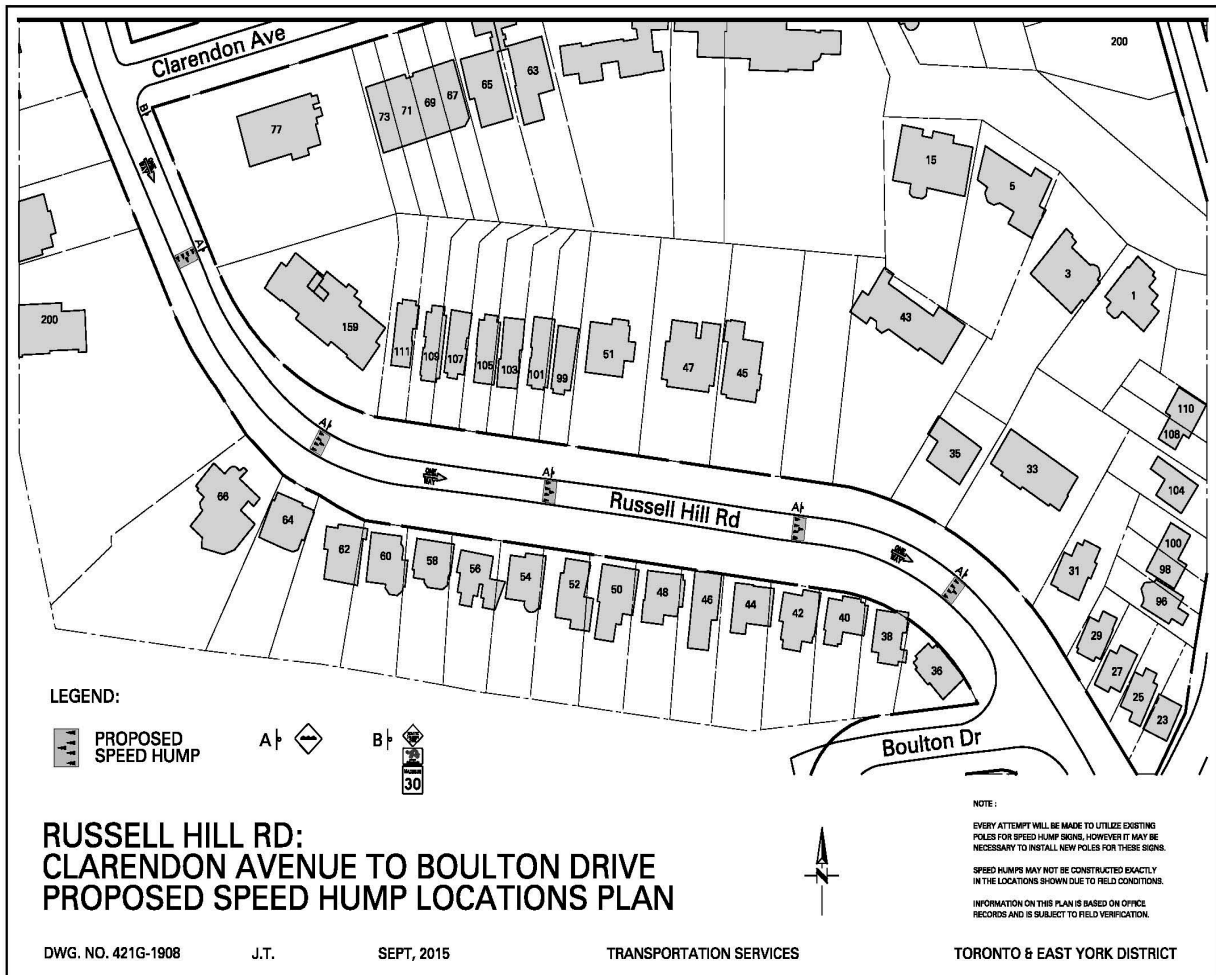 Clarendon Ave
200
77
73
71
69
67
65
63
15
5
3
1
B
ONE WAY
A
200
159
111
109
107
105
103
101
99
51
47
45
43
35
33
110
108
104
100
98
96
31
29
27
25
23
A
ONE WAY
A
Russell Hill Rd
A
ONE WAY
A
66
64
62
60
58
56
54
52
50
48
46
44
42
40
38
36
Boulton Dr
LEGEND:
PROPOSED
SPEED HUMP
A
B
MAXIMUM
30
N
RUSSELL HILL RD:
CLARENDON AVENUE TO BOULTON DRIVE
PROPOSED SPEED HUMP LOCATIONS PLAN
NOTE :
EVERY ATTEMPT WILL BE MADE TO UTILIZE EXISTING
POLES FOR SPEED HUMP SIGNS, HOWEVER IT MAY BE
NECESSARY TO INSTALL NEW POLES FOR THESE SIGNS.
SPEED HUMPS MAY NOT BE CONSTRUCTED EXACTLY
IN THE LOCATIONS SHOWN DUE TO FIELD CONDITIONS.
INFORMATION ON THIS PLAN IS BASED ON OFFICE
RECORDS AND IS SUBJECT TO FIELD VERIFICATION.
DWG. NO. 421G-1908
J.T.
SEPT, 2015
TRANSPORTATION SERVICES
TORONTO & EAST YORK DISTRICT